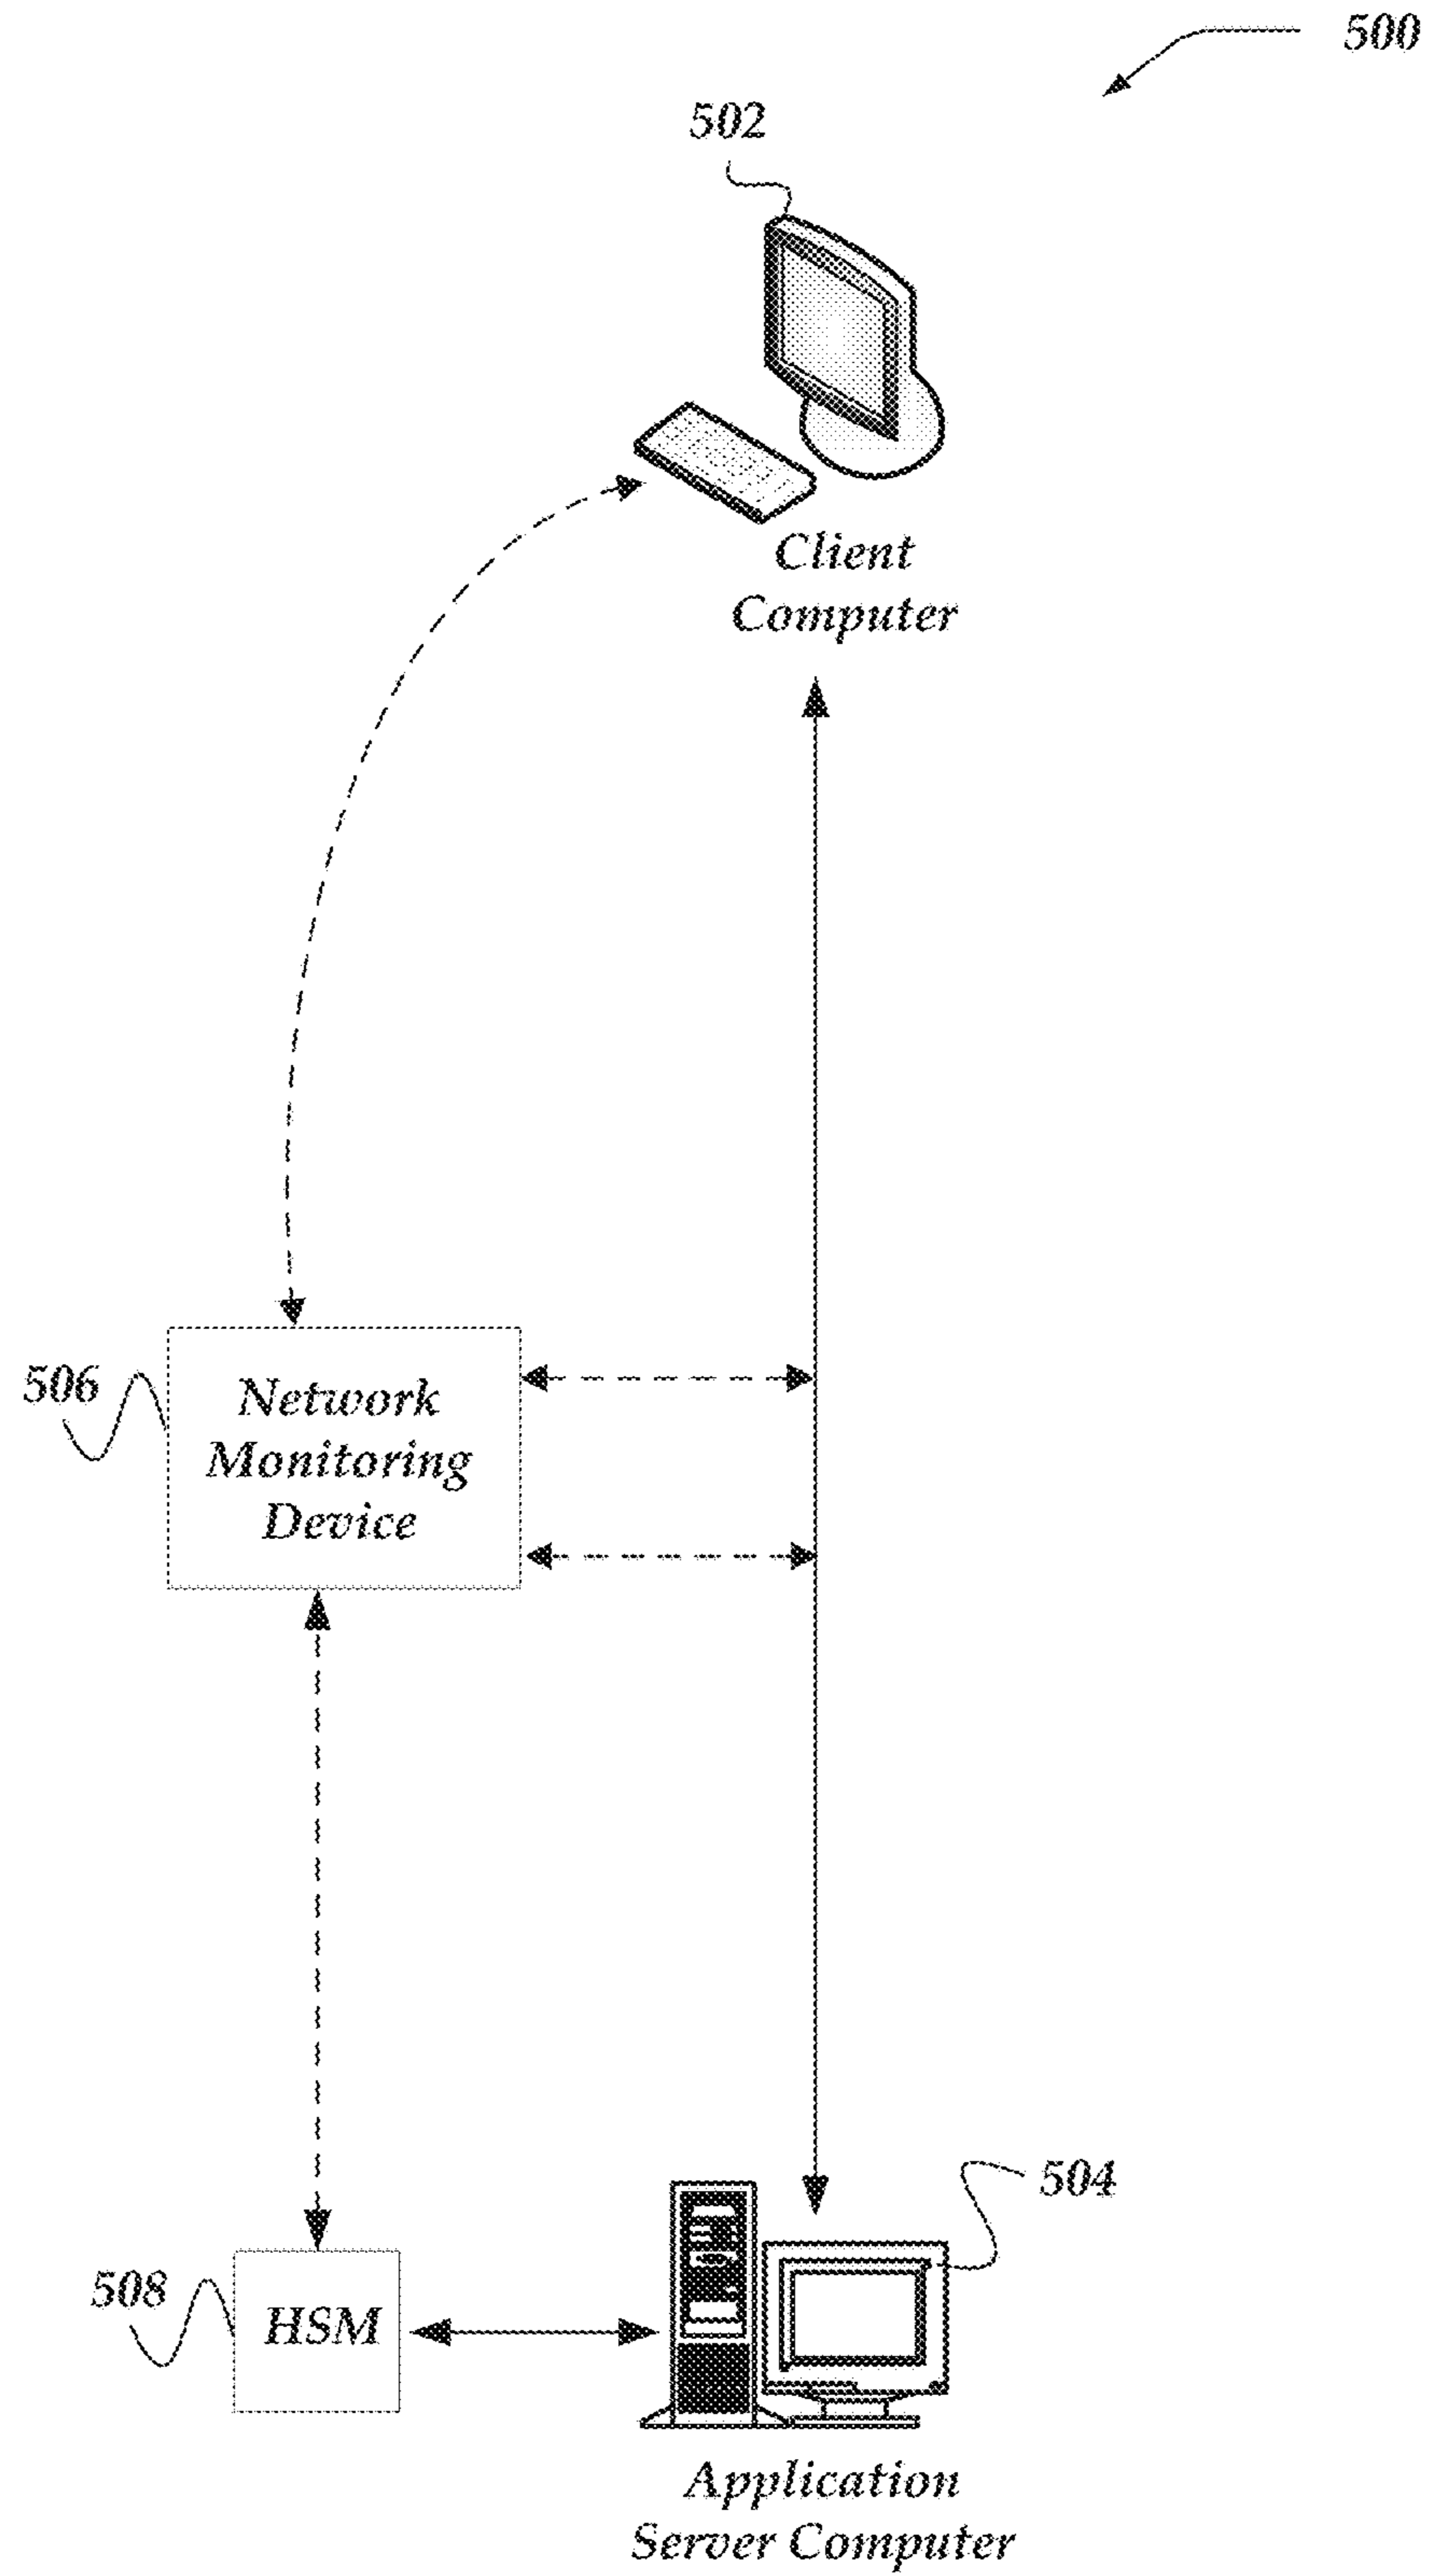 500
502
Client
Computer
506
Network
Monitoring
Device
504
508
HSM
Application
Server Computer